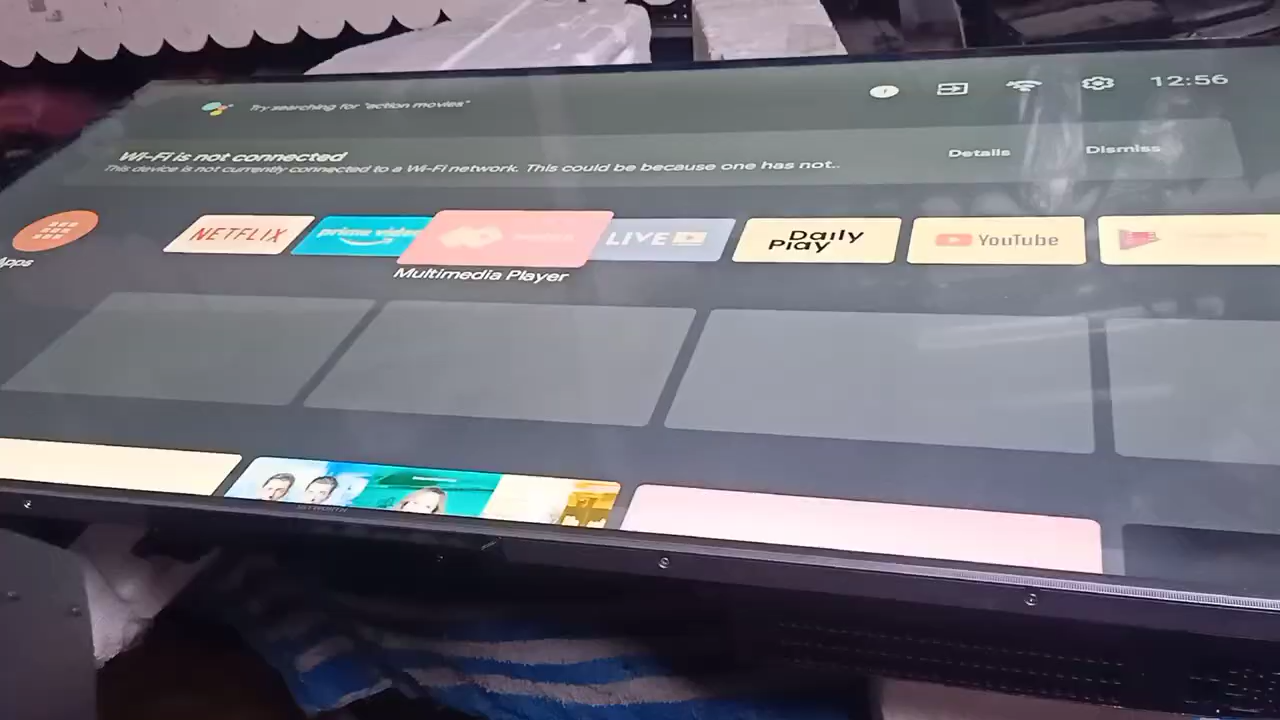 Try searching for "action movies"
12:56
Wi-Fi is not connected
This device is not currently connected to a Wi-Fi network. This could be because one has not..
Details
Dismiss
Apps
NETFLIX
prime video
LIVE
Daily
Play
YouTube
Multimedia Player
SKYWORTH